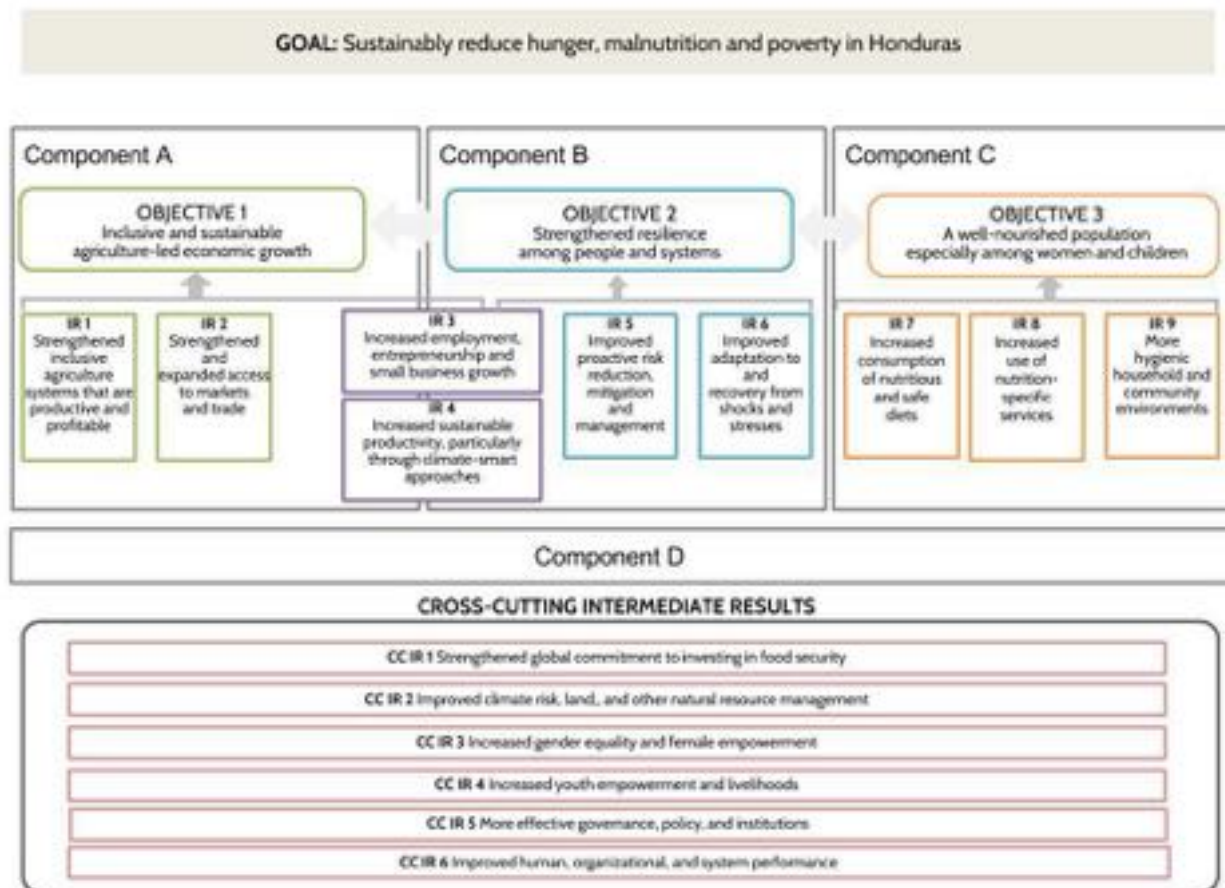 GOAL: Sustainably reduce hunger, malnutrition and poverty in Honduras
Component A
OBJECTIVE 1
Inclusive and sustainable
agriculture-led economic growth
IR 1
Strengthened
inclusive
agriculture
systems that are
productive and
profitable
IR 2
Strengthened
and
expanded access
to markets
and trade
IR 3
Increased employment,
entrepreneurship and
small business growth
IR 4
Increased sustainable
productivity, particularly
through climate-smart
approaches
Component B
OBJECTIVE 2
Strengthened resilience
among people and systems
IR 5
Improved
proactive risk
reduction,
mitigation
and
management
IR 6
Improved
adaptation to
and
recovery from
shocks and
stresses
Component C
OBJECTIVE 3
A well-nourished population
especially among women and children
IR 7
Increased
consumption
of nutritious
and safe
diets
IR 8
Increased
use of
nutrition-
specific
services
IR 9
More
hygienic
household and
community
environments
Component D
CROSS-CUTTING INTERMEDIATE RESULTS
CC IR 1 Strengthened global commitment to investing in food security
CC IR 2 Improved climate risk, land, and other natural resource management
CC IR 3 Increased gender equality and female empowerment
CC IR 4 Increased youth empowerment and livelihoods
CC IR 5 More effective governance, policy, and institutions
CC IR 6 Improved human, organizational, and system performance